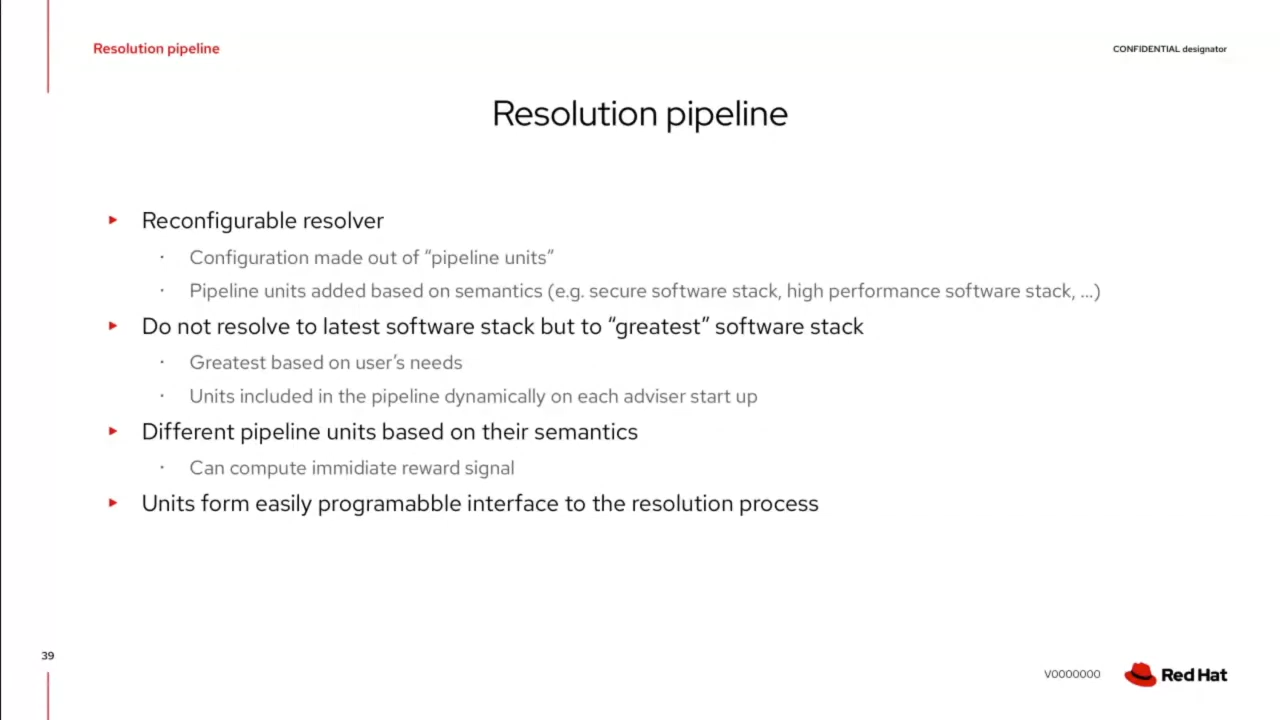 Resolution pipeline
CONFIDENTIAL designator
Resolution pipeline
▸ Reconfigurable resolver
· Configuration made out of “pipeline units”
· Pipeline units added based on semantics (e.g. secure software stack, high performance software stack, ...)
▸ Do not resolve to latest software stack but to “greatest” software stack
· Greatest based on user’s needs
· Units included in the pipeline dynamically on each adviser start up
▸ Different pipeline units based on their semantics
· Can compute immidiate reward signal
▸ Units form easily programabble interface to the resolution process
39
V0000000
Red Hat